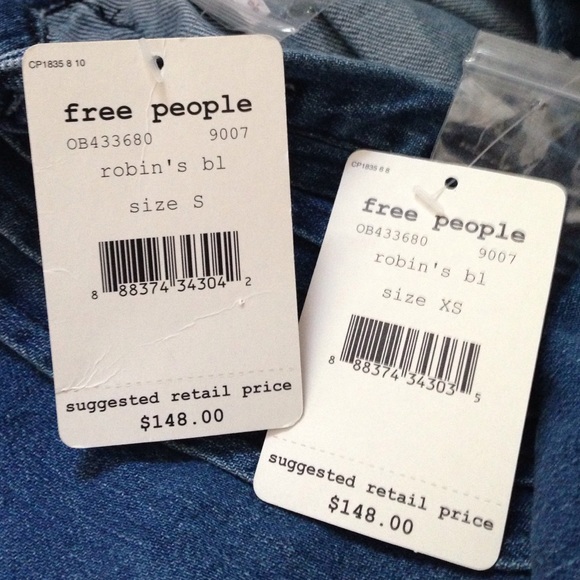 CP1835 8 10
free people
OB433680 9007
robin's bl
size S
8 88374 34304 2
suggested retail price
$148.00
CP1835 8 8
free people
OB433680 9007
robin's bl
size XS
8 88374 34303 5
suggested retail price
$148.00